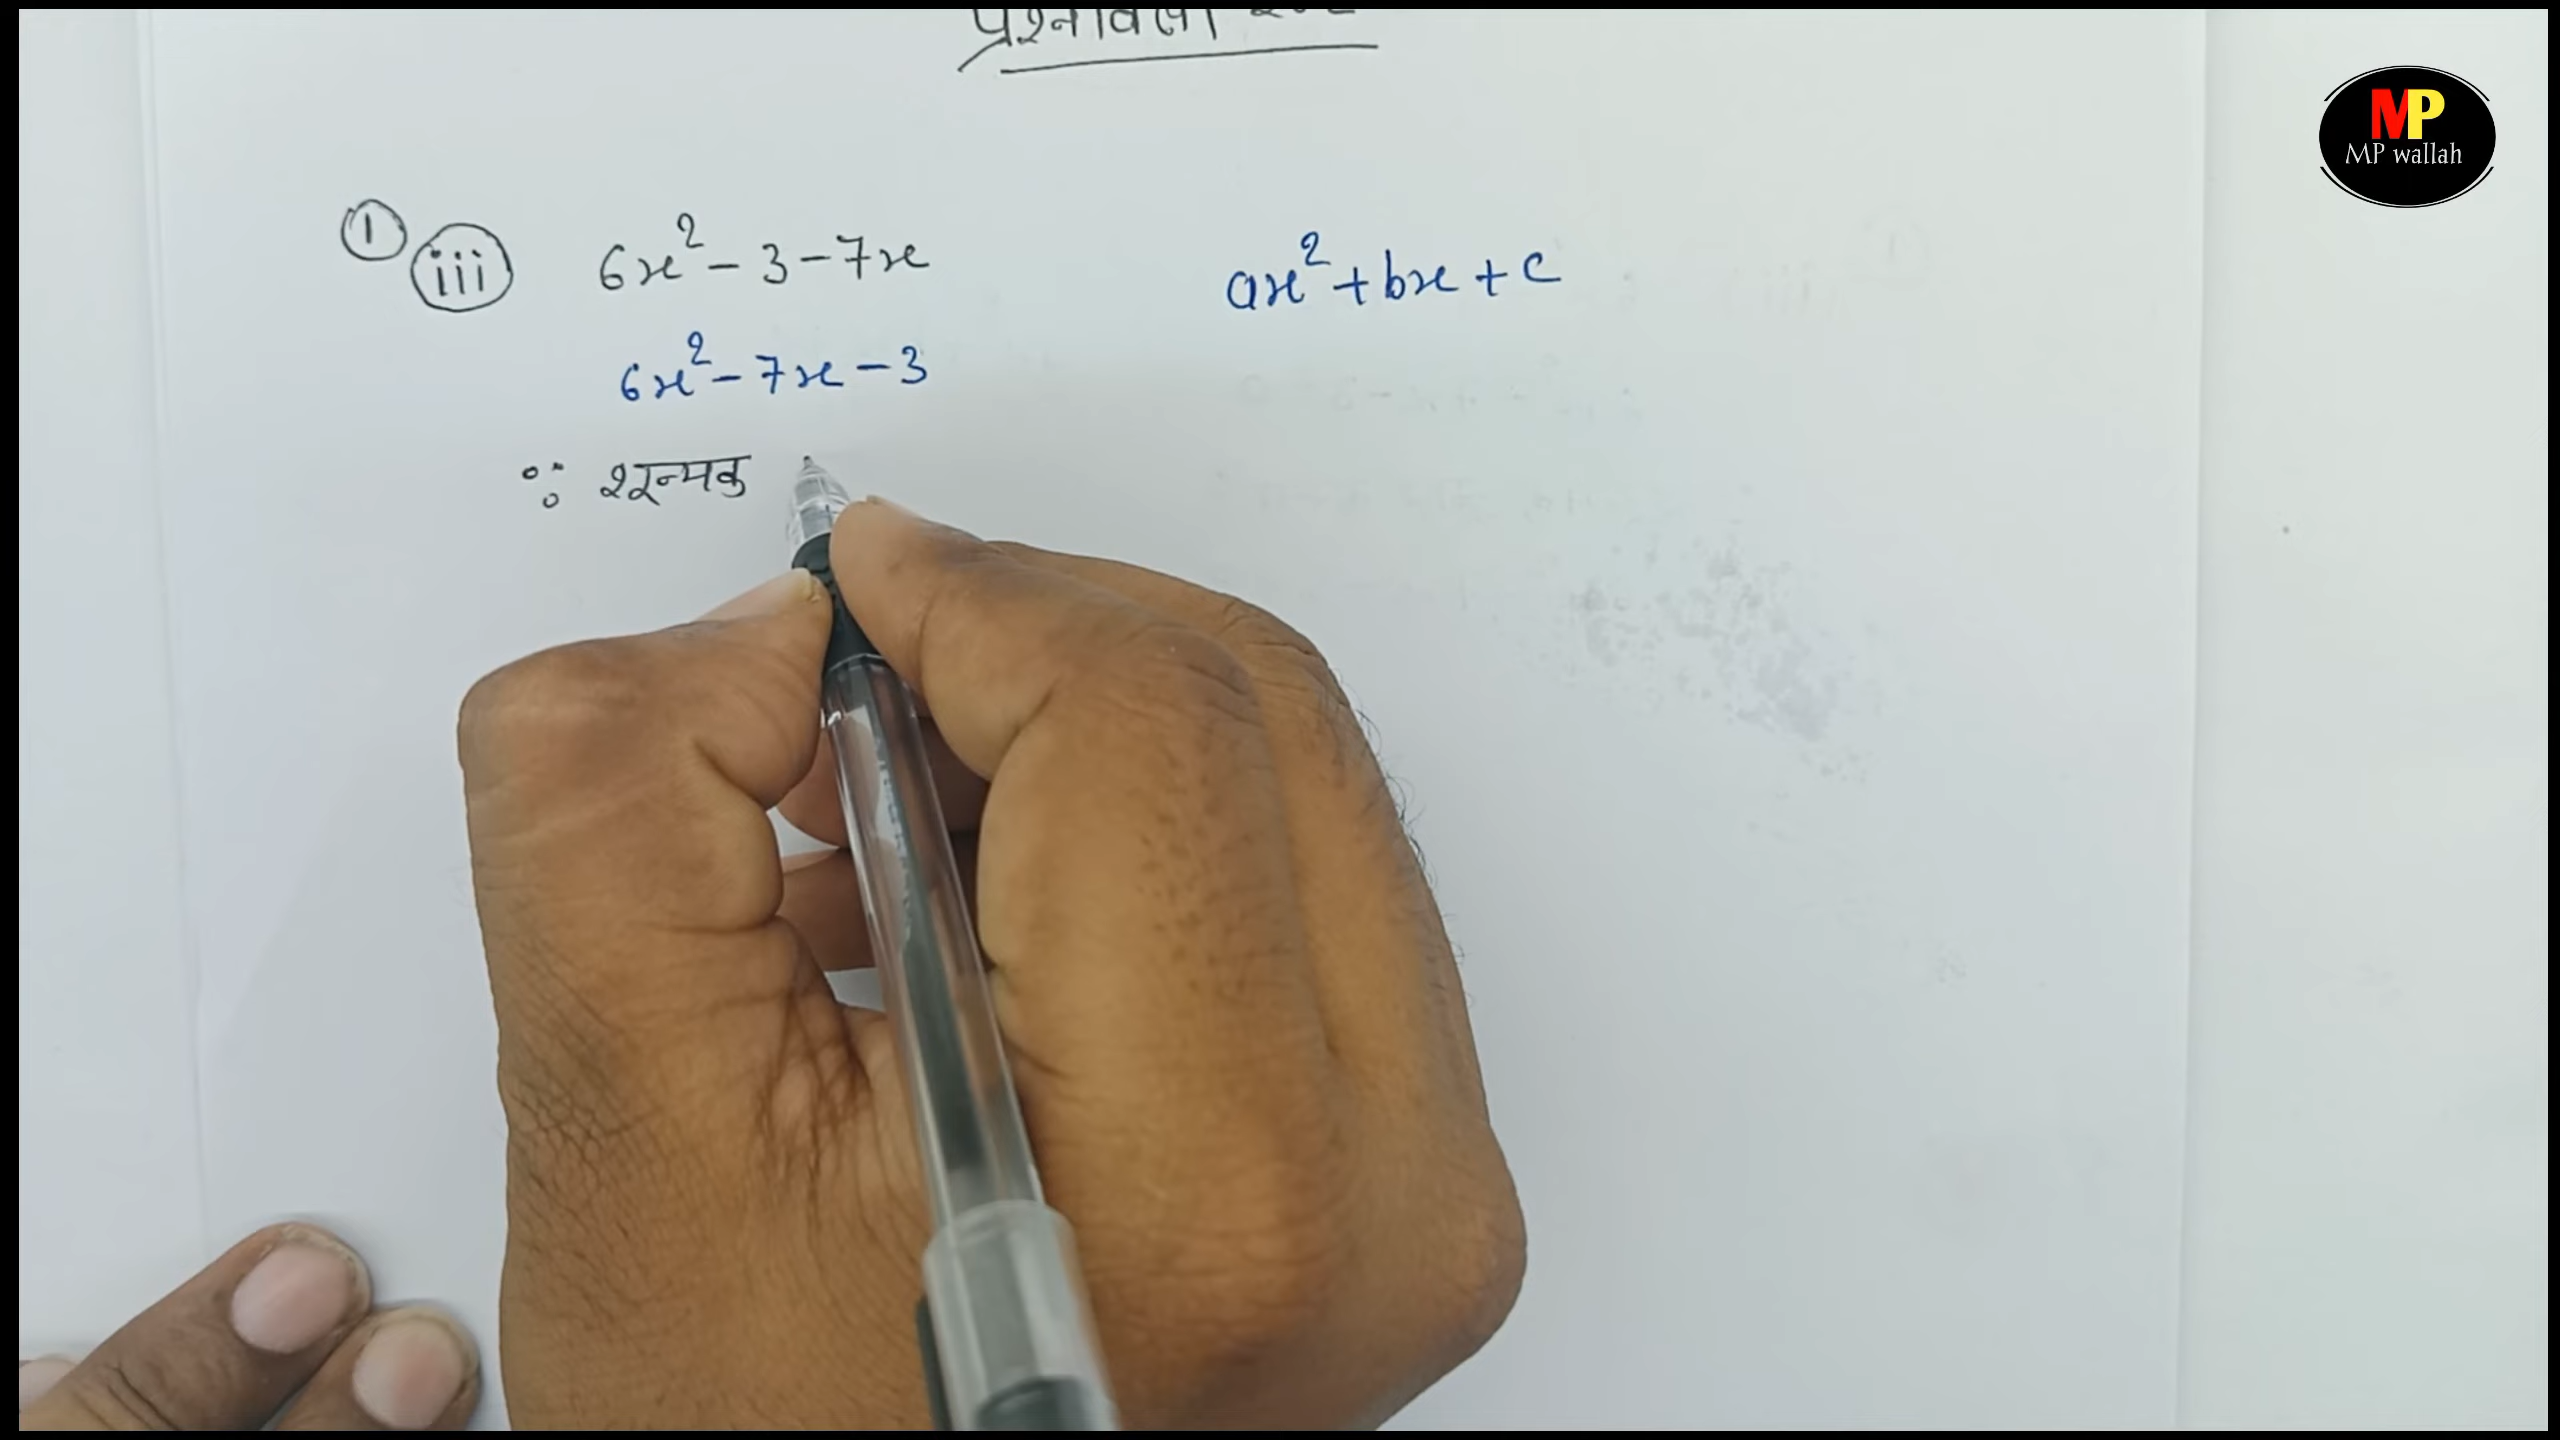 प्रश्नावली
MP
MP wallah
1 iii 6x² - 3 - 7x
ax² + bx + c
6x² - 7x - 3
∵ शून्यक